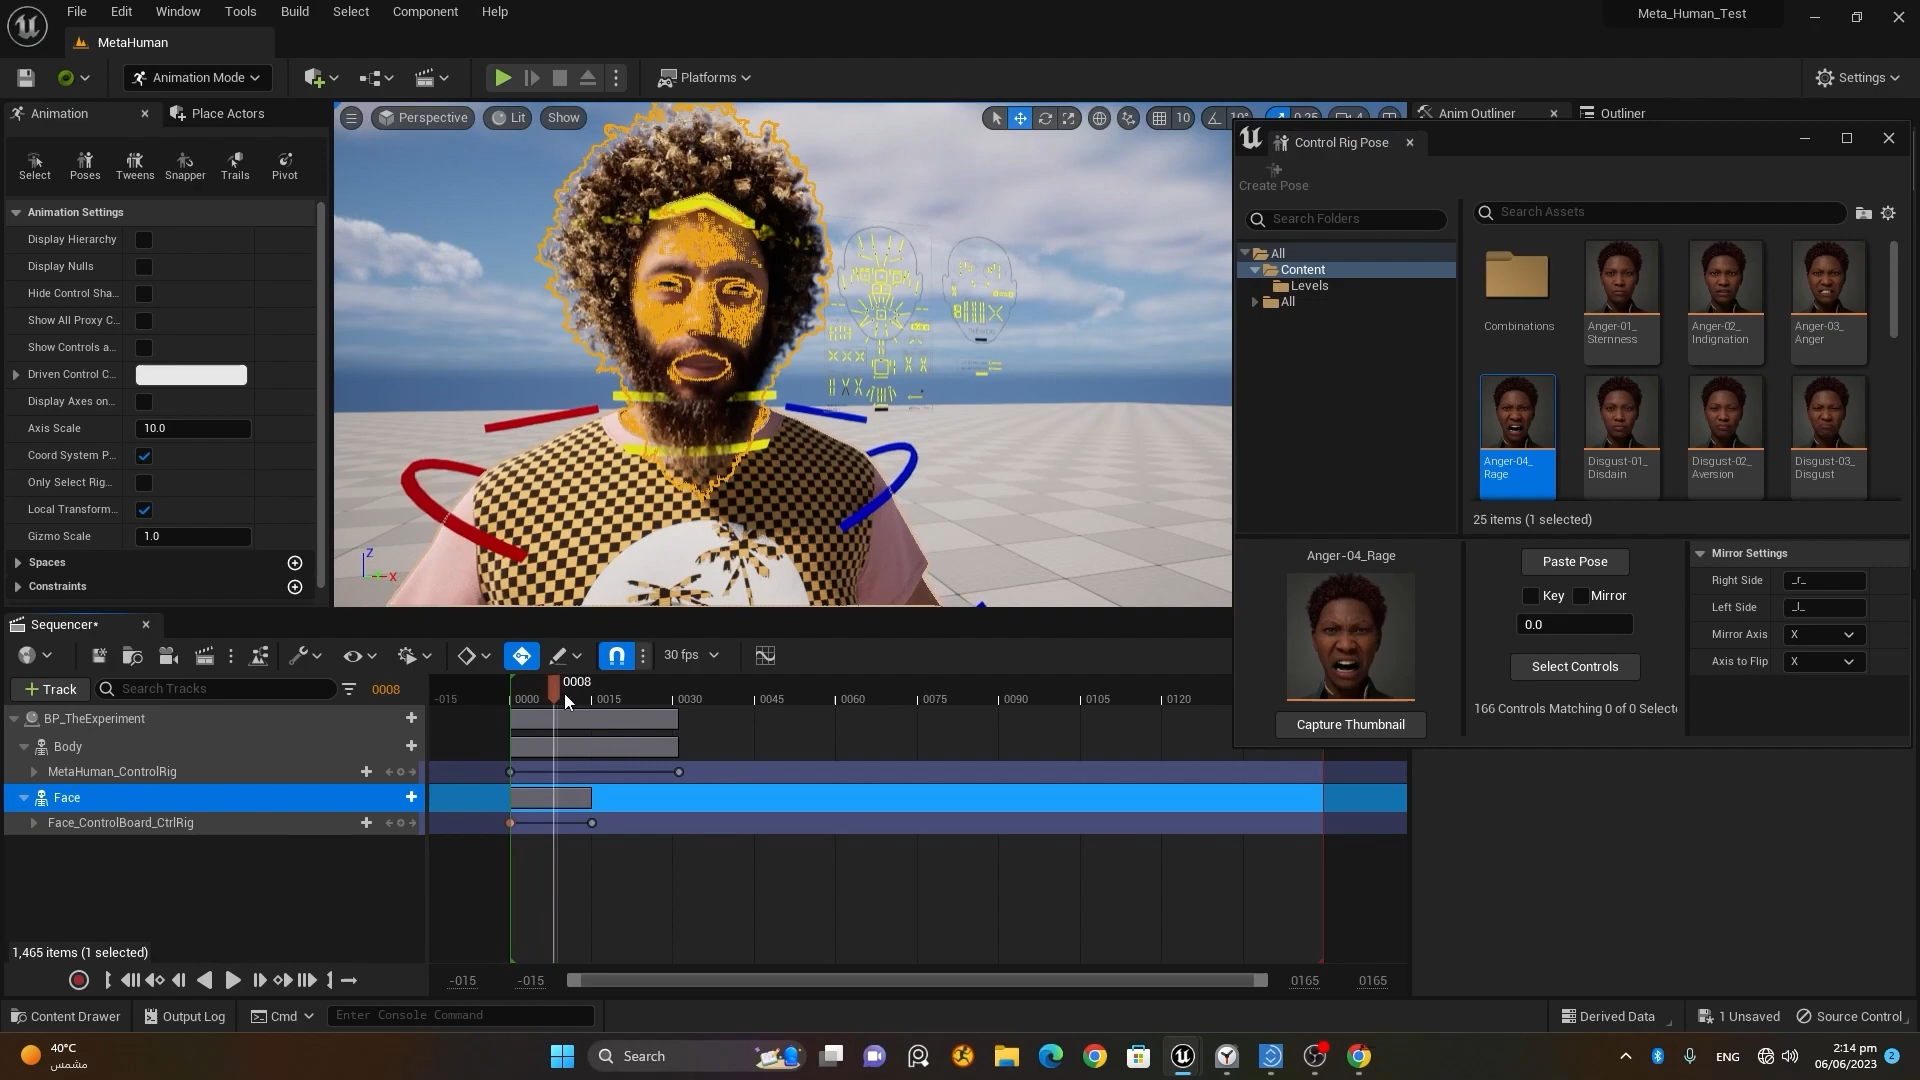 File Edit Window Tools Build Select Component Help
Meta_Human_Test
MetaHuman
Animation Mode
Platforms
Settings
Animation
Place Actors
Perspective
Lit
Show
10
10°
0.25
4
Anim Outliner
Outliner
Select Poses Tweens Snapper Trails Pivot
Animation Settings
Display Hierarchy
Display Nulls
Hide Control Sha...
Show All Proxy C...
Show Controls a...
Driven Control C...
Display Axes on...
Axis Scale 10.0
Coord System P...
Only Select Rig...
Local Transform...
Gizmo Scale 1.0
Spaces
Constraints
Z
X
Control Rig Pose
Create Pose
Search Folders
All
Content
Levels
All
Search Assets
Combinations
Anger-01_
Sternness
Anger-02_
Indignation
Anger-03_
Anger
Anger-04_
Rage
Disgust-01_
Disdain
Disgust-02_
Aversion
Disgust-03_
Disgust
25 items (1 selected)
Anger-04_Rage
Capture Thumbnail
Paste Pose
Key Mirror
0.0
Select Controls
166 Controls Matching 0 of 0 Selecte
Mirror Settings
Right Side _r_
Left Side _l_
Mirror Axis X
Axis to Flip X
Sequencer*
30 fps
Track
Search Tracks
0008
0008
-015 0000 0015 0030 0045 0060 0075 0090 0105 0120
BP_TheExperiment
Body
MetaHuman_ControlRig
Face
Face_ControlBoard_CtrlRig
1,465 items (1 selected)
-015 -015 0165 0165
Content Drawer
Output Log
Cmd
Enter Console Command
Derived Data
1 Unsaved
Source Control
40°C
مشمس
Search
ENG
2:14 pm
06/06/2023
2